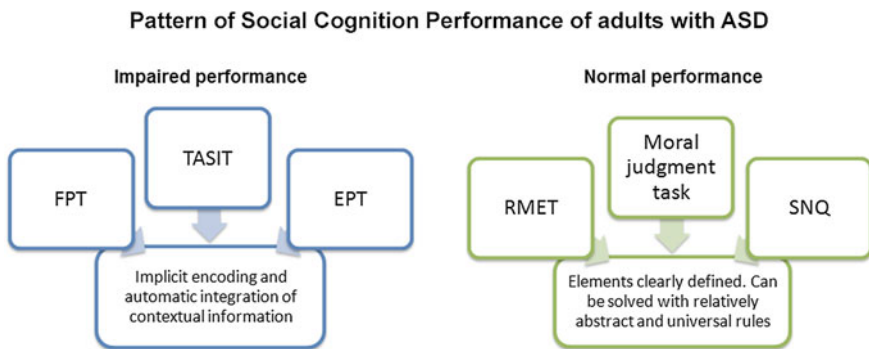 Pattern of Social Cognition Performance of adults with ASD
Impaired performance
FPT
TASIT
EPT
Implicit encoding and
automatic integration of
contextual information
Normal performance
RMET
Moral
judgment
task
SNQ
Elements clearly defined. Can
be solved with relatively
abstract and universal rules